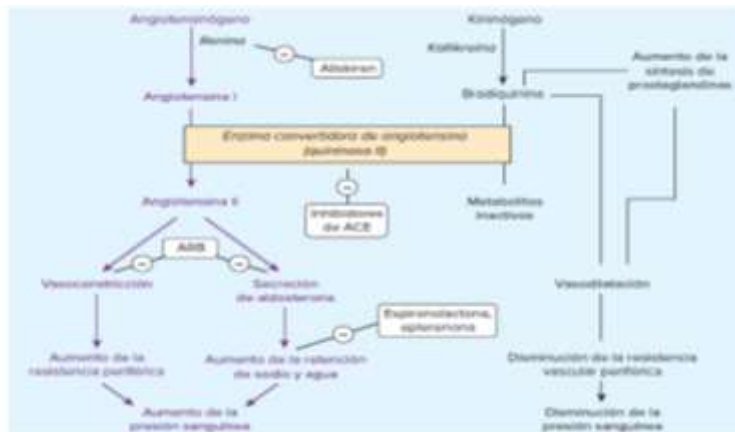 Angiotensinógeno
Kininógeno
Renina
Aliskiren
Kallikreína
Aumento de la
síntesis de
prostaglandinas
Angiotensina I
Bradiquinina
Enzima convertidora de angiotensina
(quininasa II)
Angiotensina II
Inhibidores
de ACE
Metabolitos
inactivos
ARB
Vasoconstricción
Secreción
de aldosterona
Vasodilatación
Espironolactona,
eplerenona
Aumento de la
resistencia periférica
Aumento de la retención
de sodio y agua
Disminución de la resistencia
vascular periférica
Aumento de la
presión sanguínea
Disminución de la
presión sanguínea